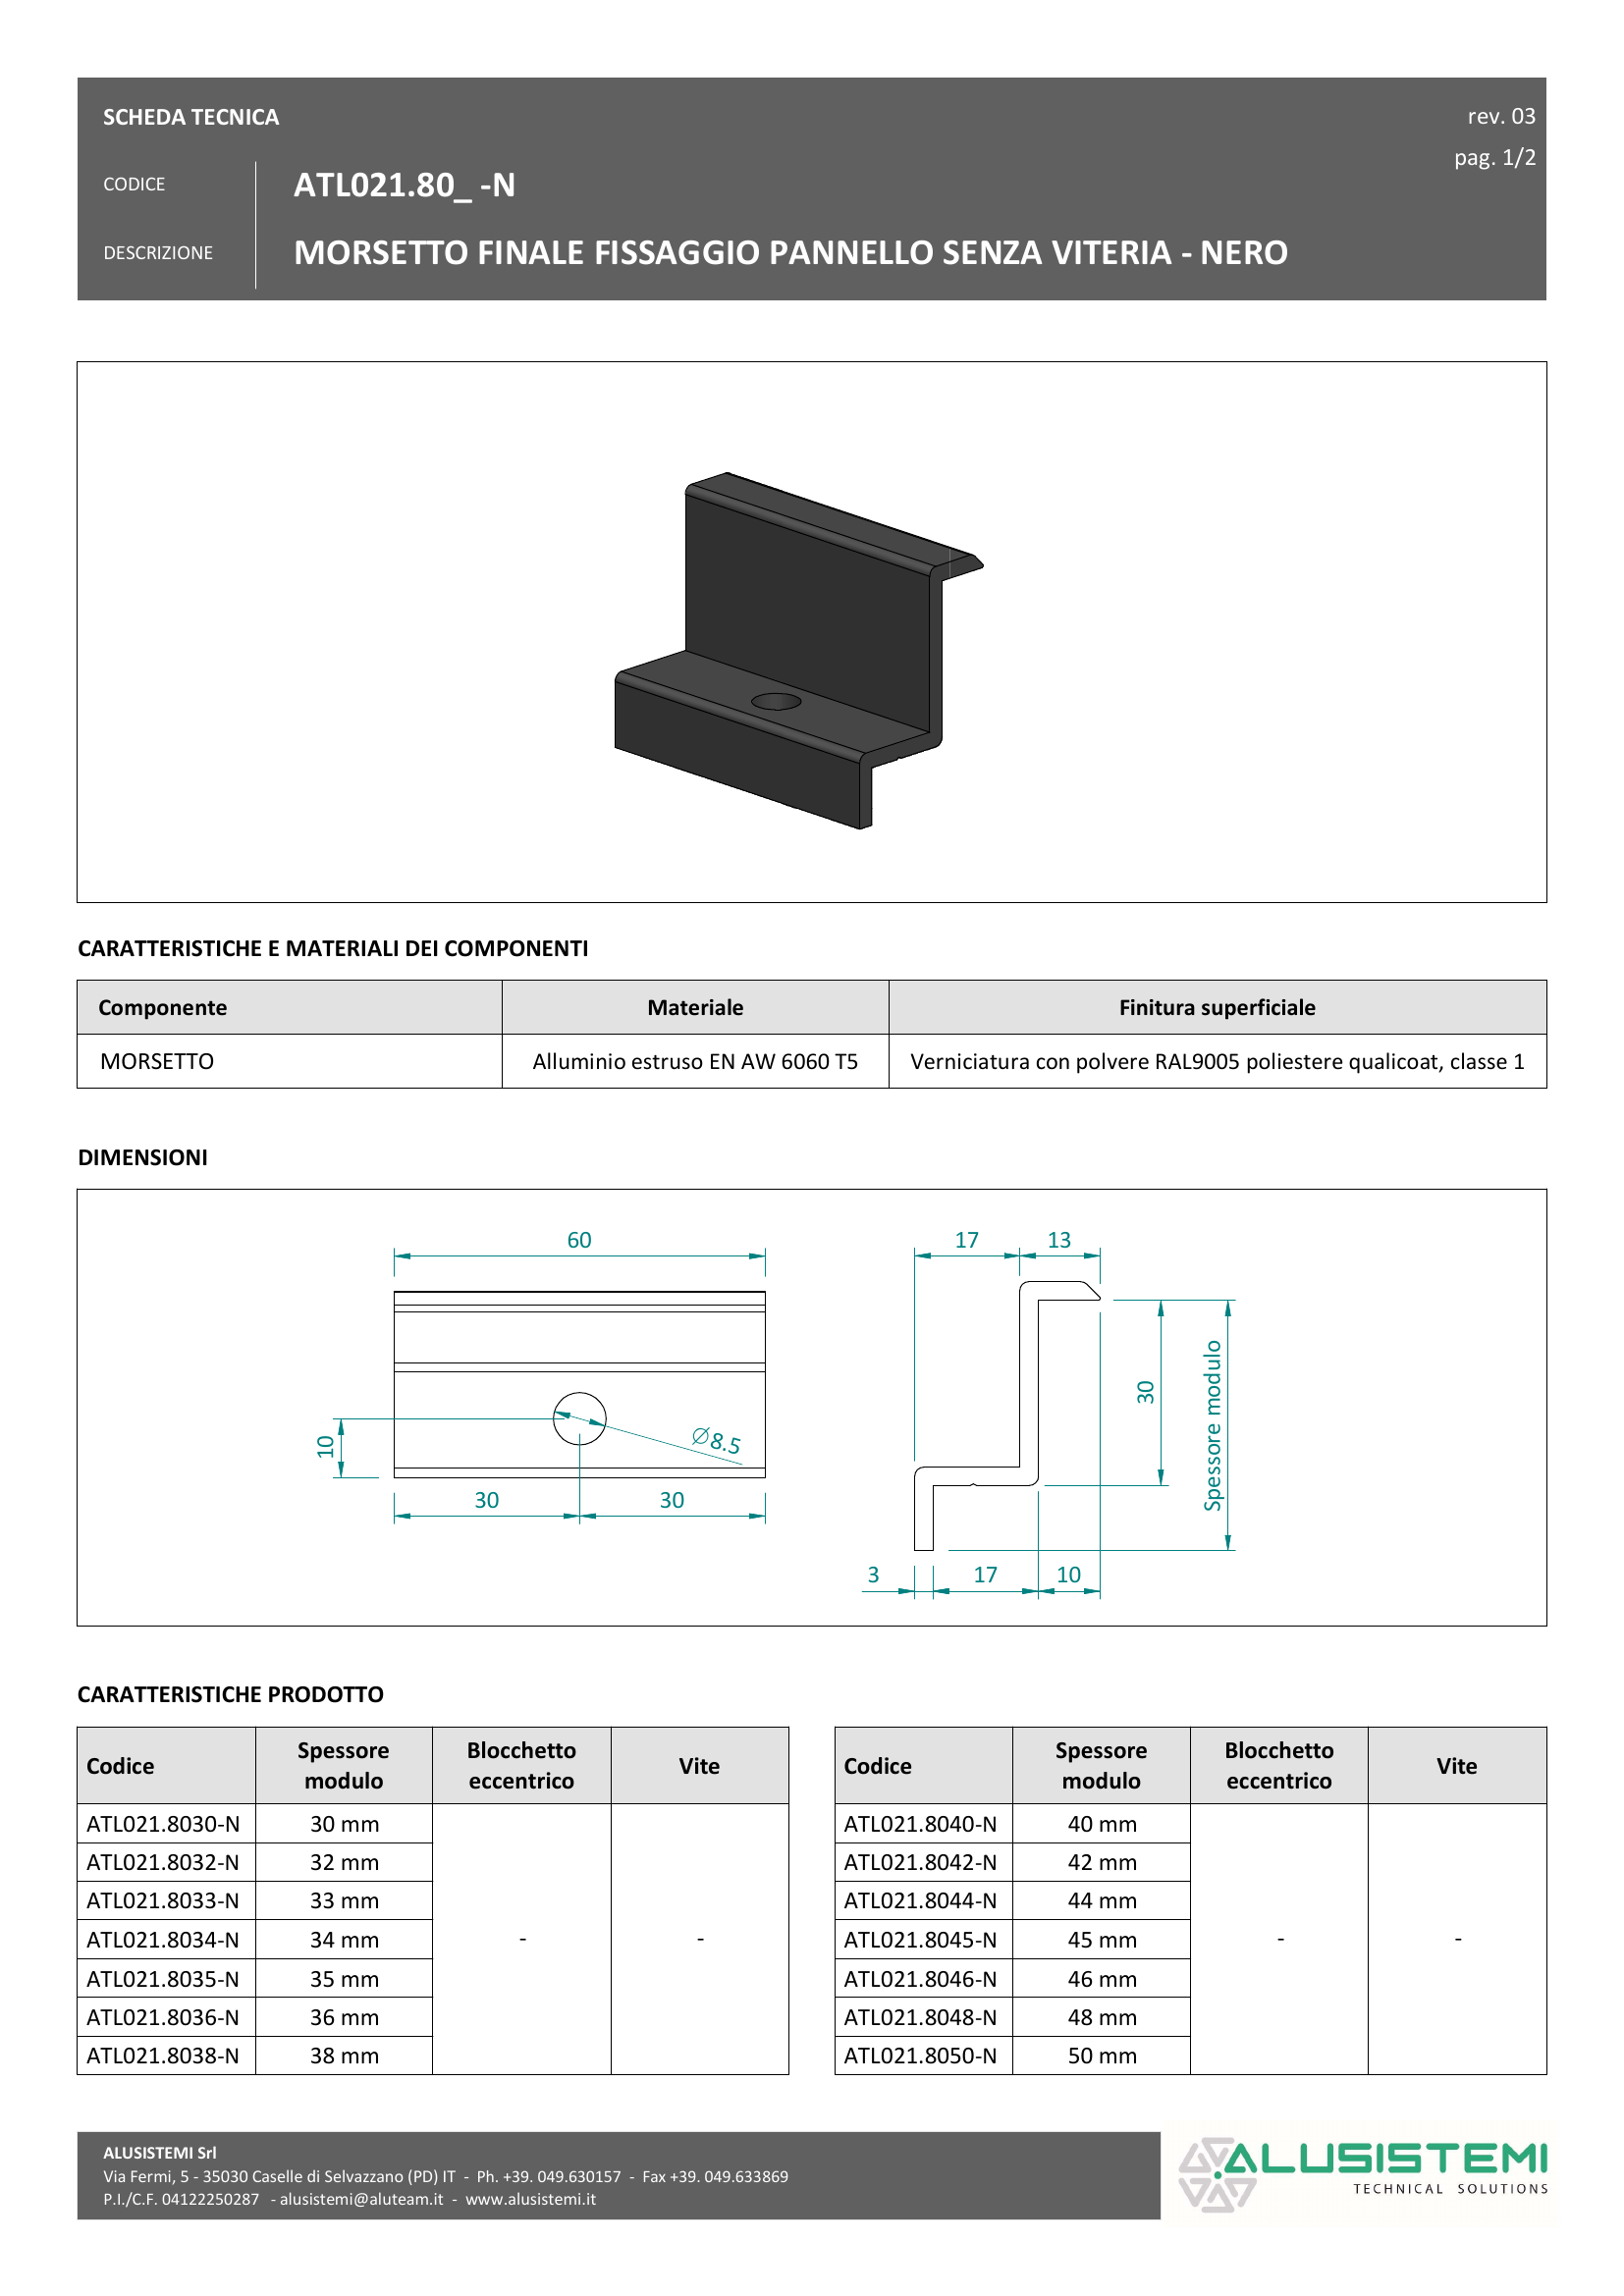 SCHEDA TECNICA
rev. 03
pag. 1/2
CODICE
ATL021.80_ -N
DESCRIZIONE
MORSETTO FINALE FISSAGGIO PANNELLO SENZA VITERIA - NERO
CARATTERISTICHE E MATERIALI DEI COMPONENTI
Componente Materiale Finitura superficiale
MORSETTO Alluminio estruso EN AW 6060 T5 Verniciatura con polvere RAL9005 poliestere qualicoat, classe 1
DIMENSIONI
60
10
∅8.5
30 30
17 13
30
Spessore modulo
3 17 10
CARATTERISTICHE PRODOTTO
Codice Spessore modulo Blocchetto eccentrico Vite
ATL021.8030-N 30 mm
ATL021.8032-N 32 mm
ATL021.8033-N 33 mm
ATL021.8034-N 34 mm - -
ATL021.8035-N 35 mm
ATL021.8036-N 36 mm
ATL021.8038-N 38 mm
Codice Spessore modulo Blocchetto eccentrico Vite
ATL021.8040-N 40 mm
ATL021.8042-N 42 mm
ATL021.8044-N 44 mm
ATL021.8045-N 45 mm - -
ATL021.8046-N 46 mm
ATL021.8048-N 48 mm
ATL021.8050-N 50 mm
ALUSISTEMI Srl
Via Fermi, 5 - 35030 Caselle di Selvazzano (PD) IT - Ph. +39. 049.630157 - Fax +39. 049.633869
P.I./C.F. 04122250287 - alusistemi@aluteam.it - www.alusistemi.it
ALUSISTEMI
TECHNICAL SOLUTIONS